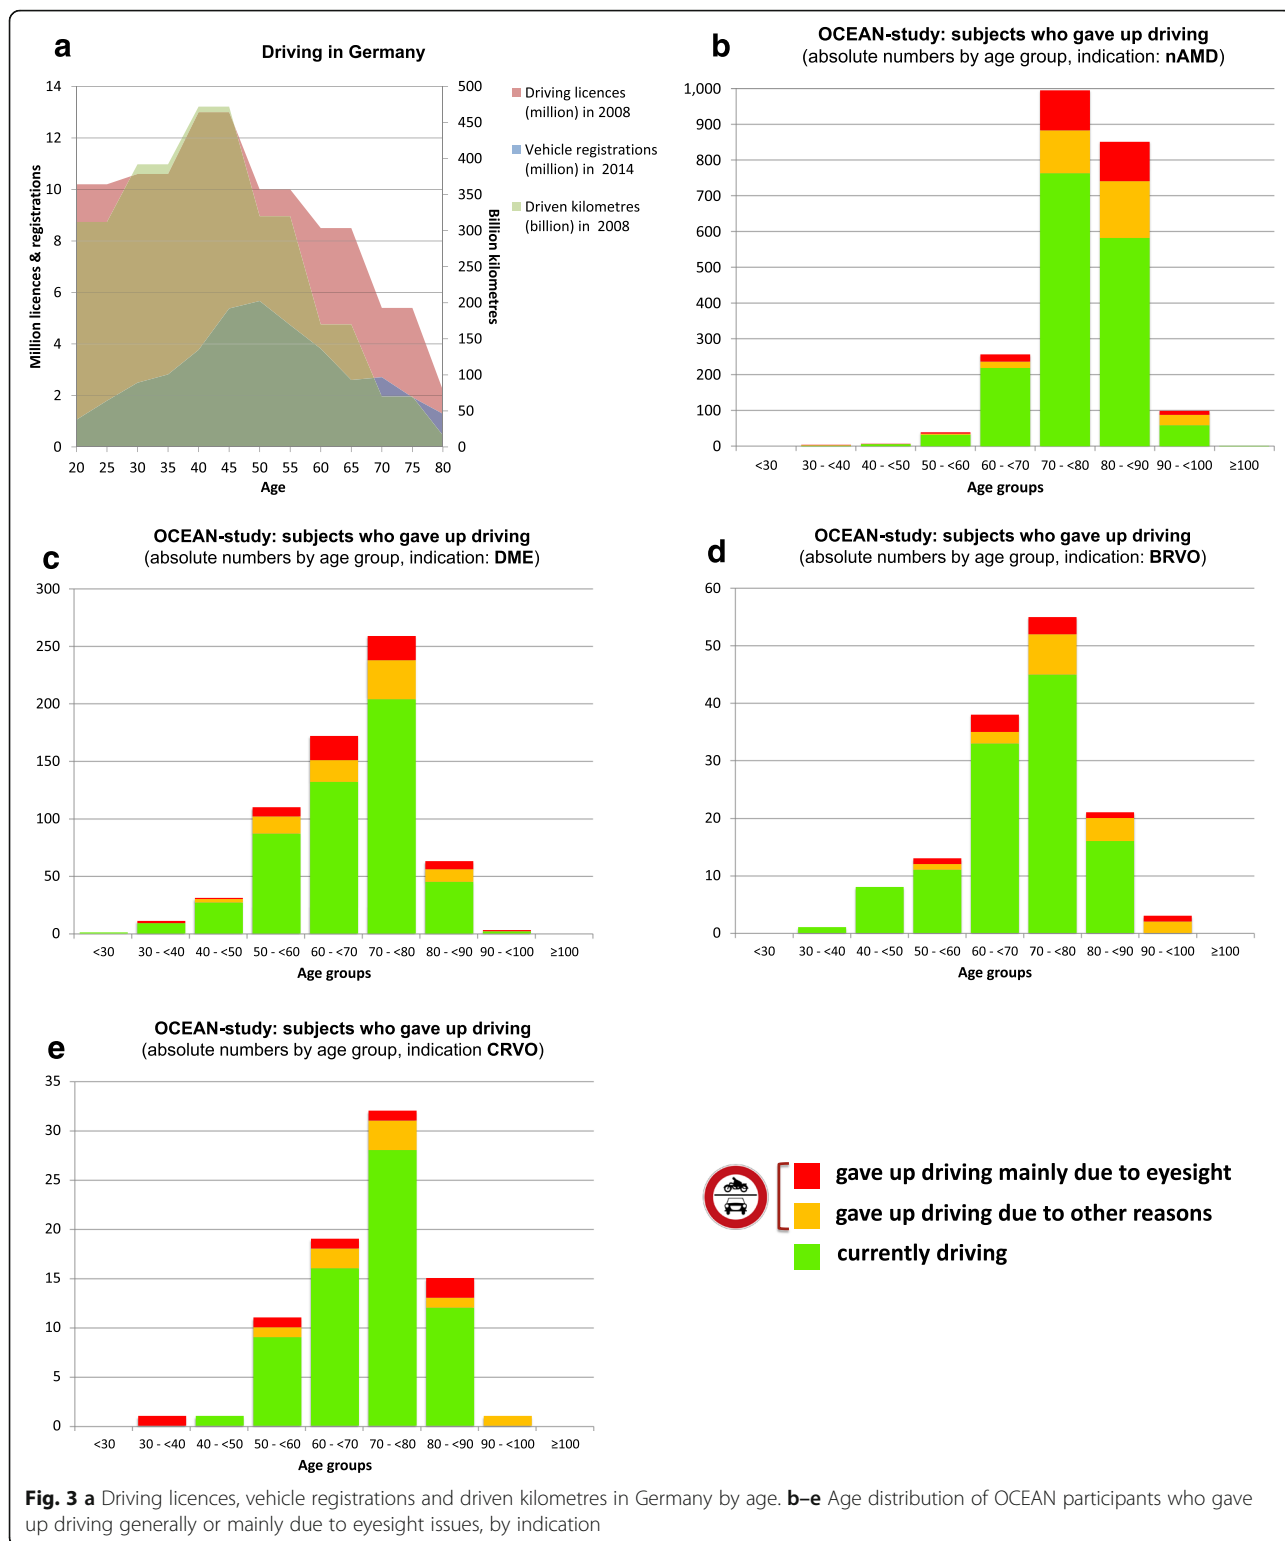 a
Driving in Germany
14
12
10
8
6
4
2
0
Million licences & registrations
500
450
400
350
300
250
200
150
100
50
0
Billion kilometres
20 25 30 35 40 45 50 55 60 65 70 75 80
Age
Driving licences
(million) in 2008
Vehicle registrations
(million) in 2014
Driven kilometres
(billion) in 2008
b
OCEAN-study: subjects who gave up driving
(absolute numbers by age group, indication: nAMD)
1,000
900
800
700
600
500
400
300
200
100
0
<30 30 - <40 40 - <50 50 - <60 60 - <70 70 - <80 80 - <90 90 - <100 ≥100
Age groups
c
OCEAN-study: subjects who gave up driving
(absolute numbers by age group, indication: DME)
300
250
200
150
100
50
0
<30 30 - <40 40 - <50 50 - <60 60 - <70 70 - <80 80 - <90 90 - <100 ≥100
Age groups
d
OCEAN-study: subjects who gave up driving
(absolute numbers by age group, indication: BRVO)
60
50
40
30
20
10
0
<30 30 - <40 40 - <50 50 - <60 60 - <70 70 - <80 80 - <90 90 - <100 ≥100
Age groups
e
OCEAN-study: subjects who gave up driving
(absolute numbers by age group, indication CRVO)
35
30
25
20
15
10
5
0
<30 30 - <40 40 - <50 50 - <60 60 - <70 70 - <80 80 - <90 90 - <100 ≥100
Age groups
gave up driving mainly due to eyesight
gave up driving due to other reasons
currently driving
Fig. 3 a Driving licences, vehicle registrations and driven kilometres in Germany by age. b–e Age distribution of OCEAN participants who gave
up driving generally or mainly due to eyesight issues, by indication